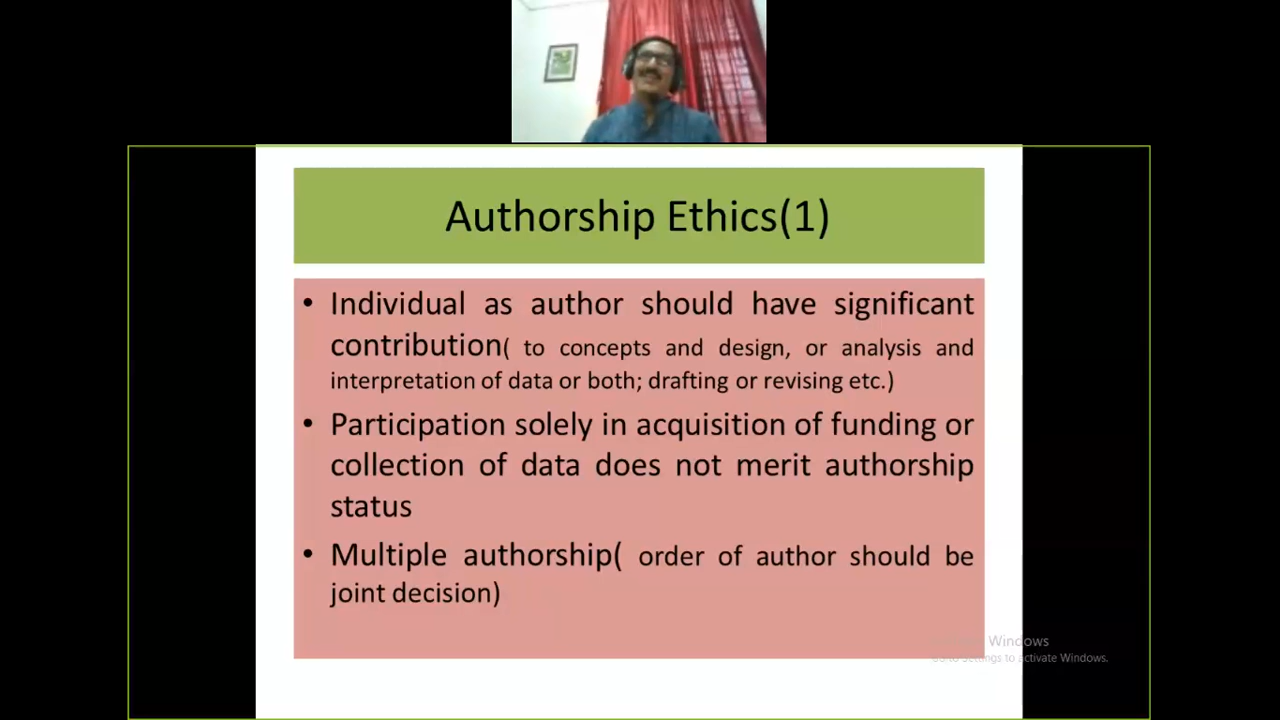 Authorship Ethics(1)
• Individual as author should have significant
contribution( to concepts and design, or analysis and
interpretation of data or both; drafting or revising etc.)
• Participation solely in acquisition of funding or
collection of data does not merit authorship
status
• Multiple authorship( order of author should be
joint decision)
Windows
to activate Windows.